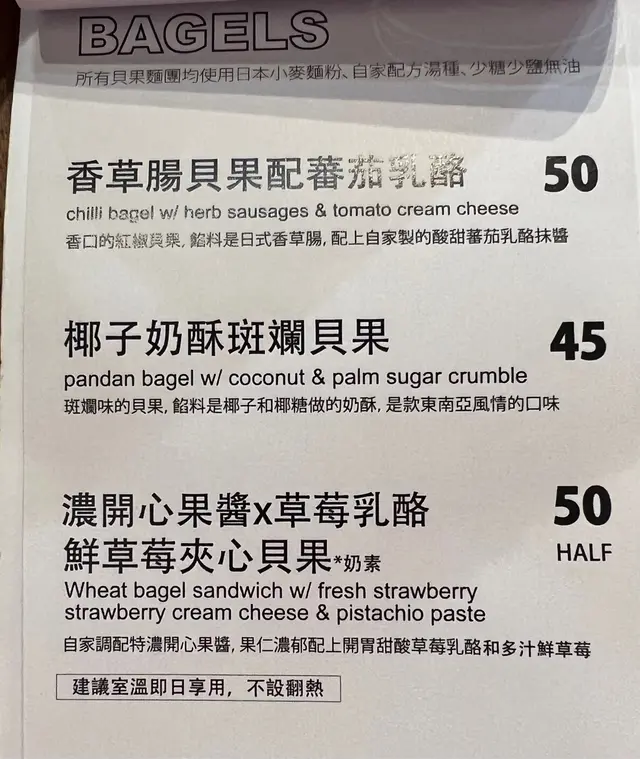 BAGELS
所有貝果麵團均使用日本小麥麵粉、自家配方湯種、少糖少鹽無油
香草腸貝果配蕃茄乳酪 50
chilli bagel w/ herb sausages & tomato cream cheese
香口的紅椒貝果, 餡料是日式香草腸, 配上自家製的酸甜蕃茄乳酪抹醬
椰子奶酥斑斕貝果 45
pandan bagel w/ coconut & palm sugar crumble
斑斕味的貝果, 餡料是椰子和椰糖做的奶酥, 是款東南亞風情的口味
濃開心果醬x草莓乳酪 50
鮮草莓夾心貝果*奶素 HALF
Wheat bagel sandwich w/ fresh strawberry
strawberry cream cheese & pistachio paste
自家調配特濃開心果醬, 果仁濃郁配上開胃甜酸草莓乳酪和多汁鮮草莓
建議室溫即日享用, 不設翻熱